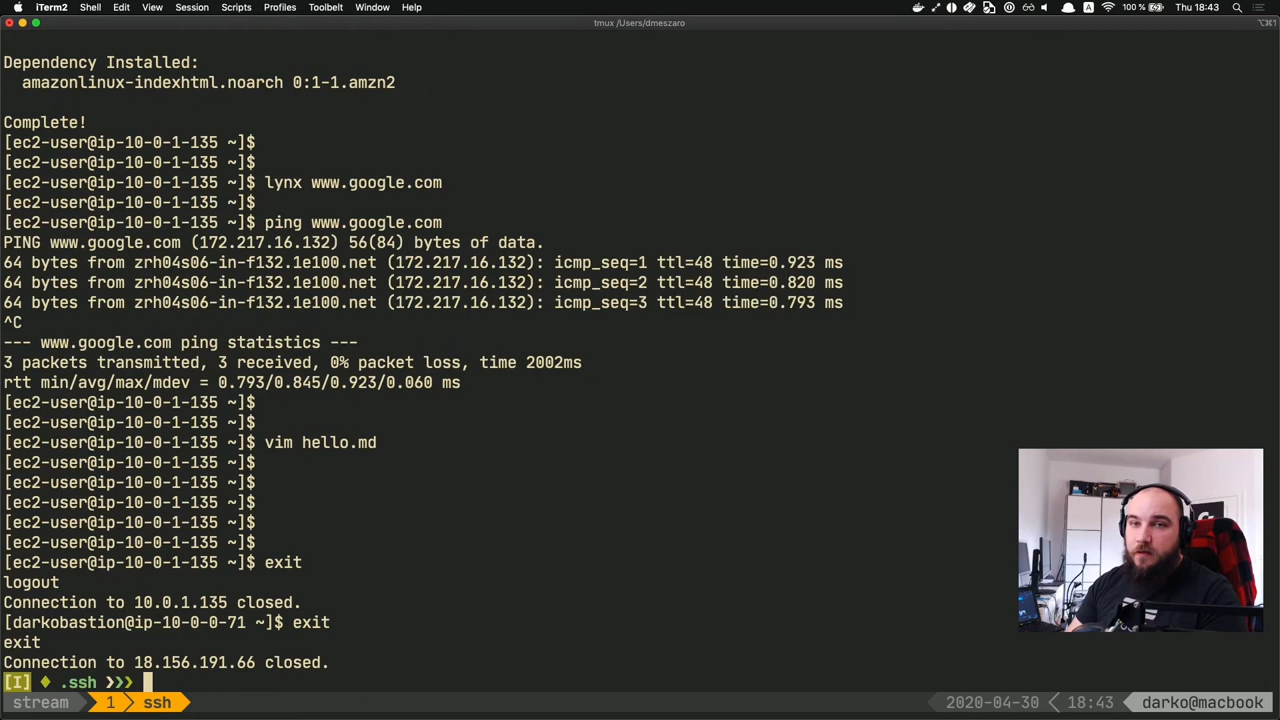 iTerm2 Shell Edit View Session Scripts Profiles Toolbelt Window Help 100 % Thu 18:43
tmux /Users/dmeszaro
Dependency Installed:
amazonlinux-indexhtml.noarch 0:1-1.amzn2
Complete!
[ec2-user@ip-10-0-1-135 ~]$
[ec2-user@ip-10-0-1-135 ~]$
[ec2-user@ip-10-0-1-135 ~]$ lynx www.google.com
[ec2-user@ip-10-0-1-135 ~]$
[ec2-user@ip-10-0-1-135 ~]$ ping www.google.com
PING www.google.com (172.217.16.132) 56(84) bytes of data.
64 bytes from zrh04s06-in-f132.1e100.net (172.217.16.132): icmp_seq=1 ttl=48 time=0.923 ms
64 bytes from zrh04s06-in-f132.1e100.net (172.217.16.132): icmp_seq=2 ttl=48 time=0.820 ms
64 bytes from zrh04s06-in-f132.1e100.net (172.217.16.132): icmp_seq=3 ttl=48 time=0.793 ms
^C
--- www.google.com ping statistics ---
3 packets transmitted, 3 received, 0% packet loss, time 2002ms
rtt min/avg/max/mdev = 0.793/0.845/0.923/0.060 ms
[ec2-user@ip-10-0-1-135 ~]$
[ec2-user@ip-10-0-1-135 ~]$
[ec2-user@ip-10-0-1-135 ~]$ vim hello.md
[ec2-user@ip-10-0-1-135 ~]$
[ec2-user@ip-10-0-1-135 ~]$
[ec2-user@ip-10-0-1-135 ~]$
[ec2-user@ip-10-0-1-135 ~]$
[ec2-user@ip-10-0-1-135 ~]$
[ec2-user@ip-10-0-1-135 ~]$ exit
logout
Connection to 10.0.1.135 closed.
[darkobastion@ip-10-0-0-71 ~]$ exit
exit
Connection to 18.156.191.66 closed.
[I] ♦ .ssh ❯❯❯
stream 1 ssh 2020-04-30 18:43 darko@macbook